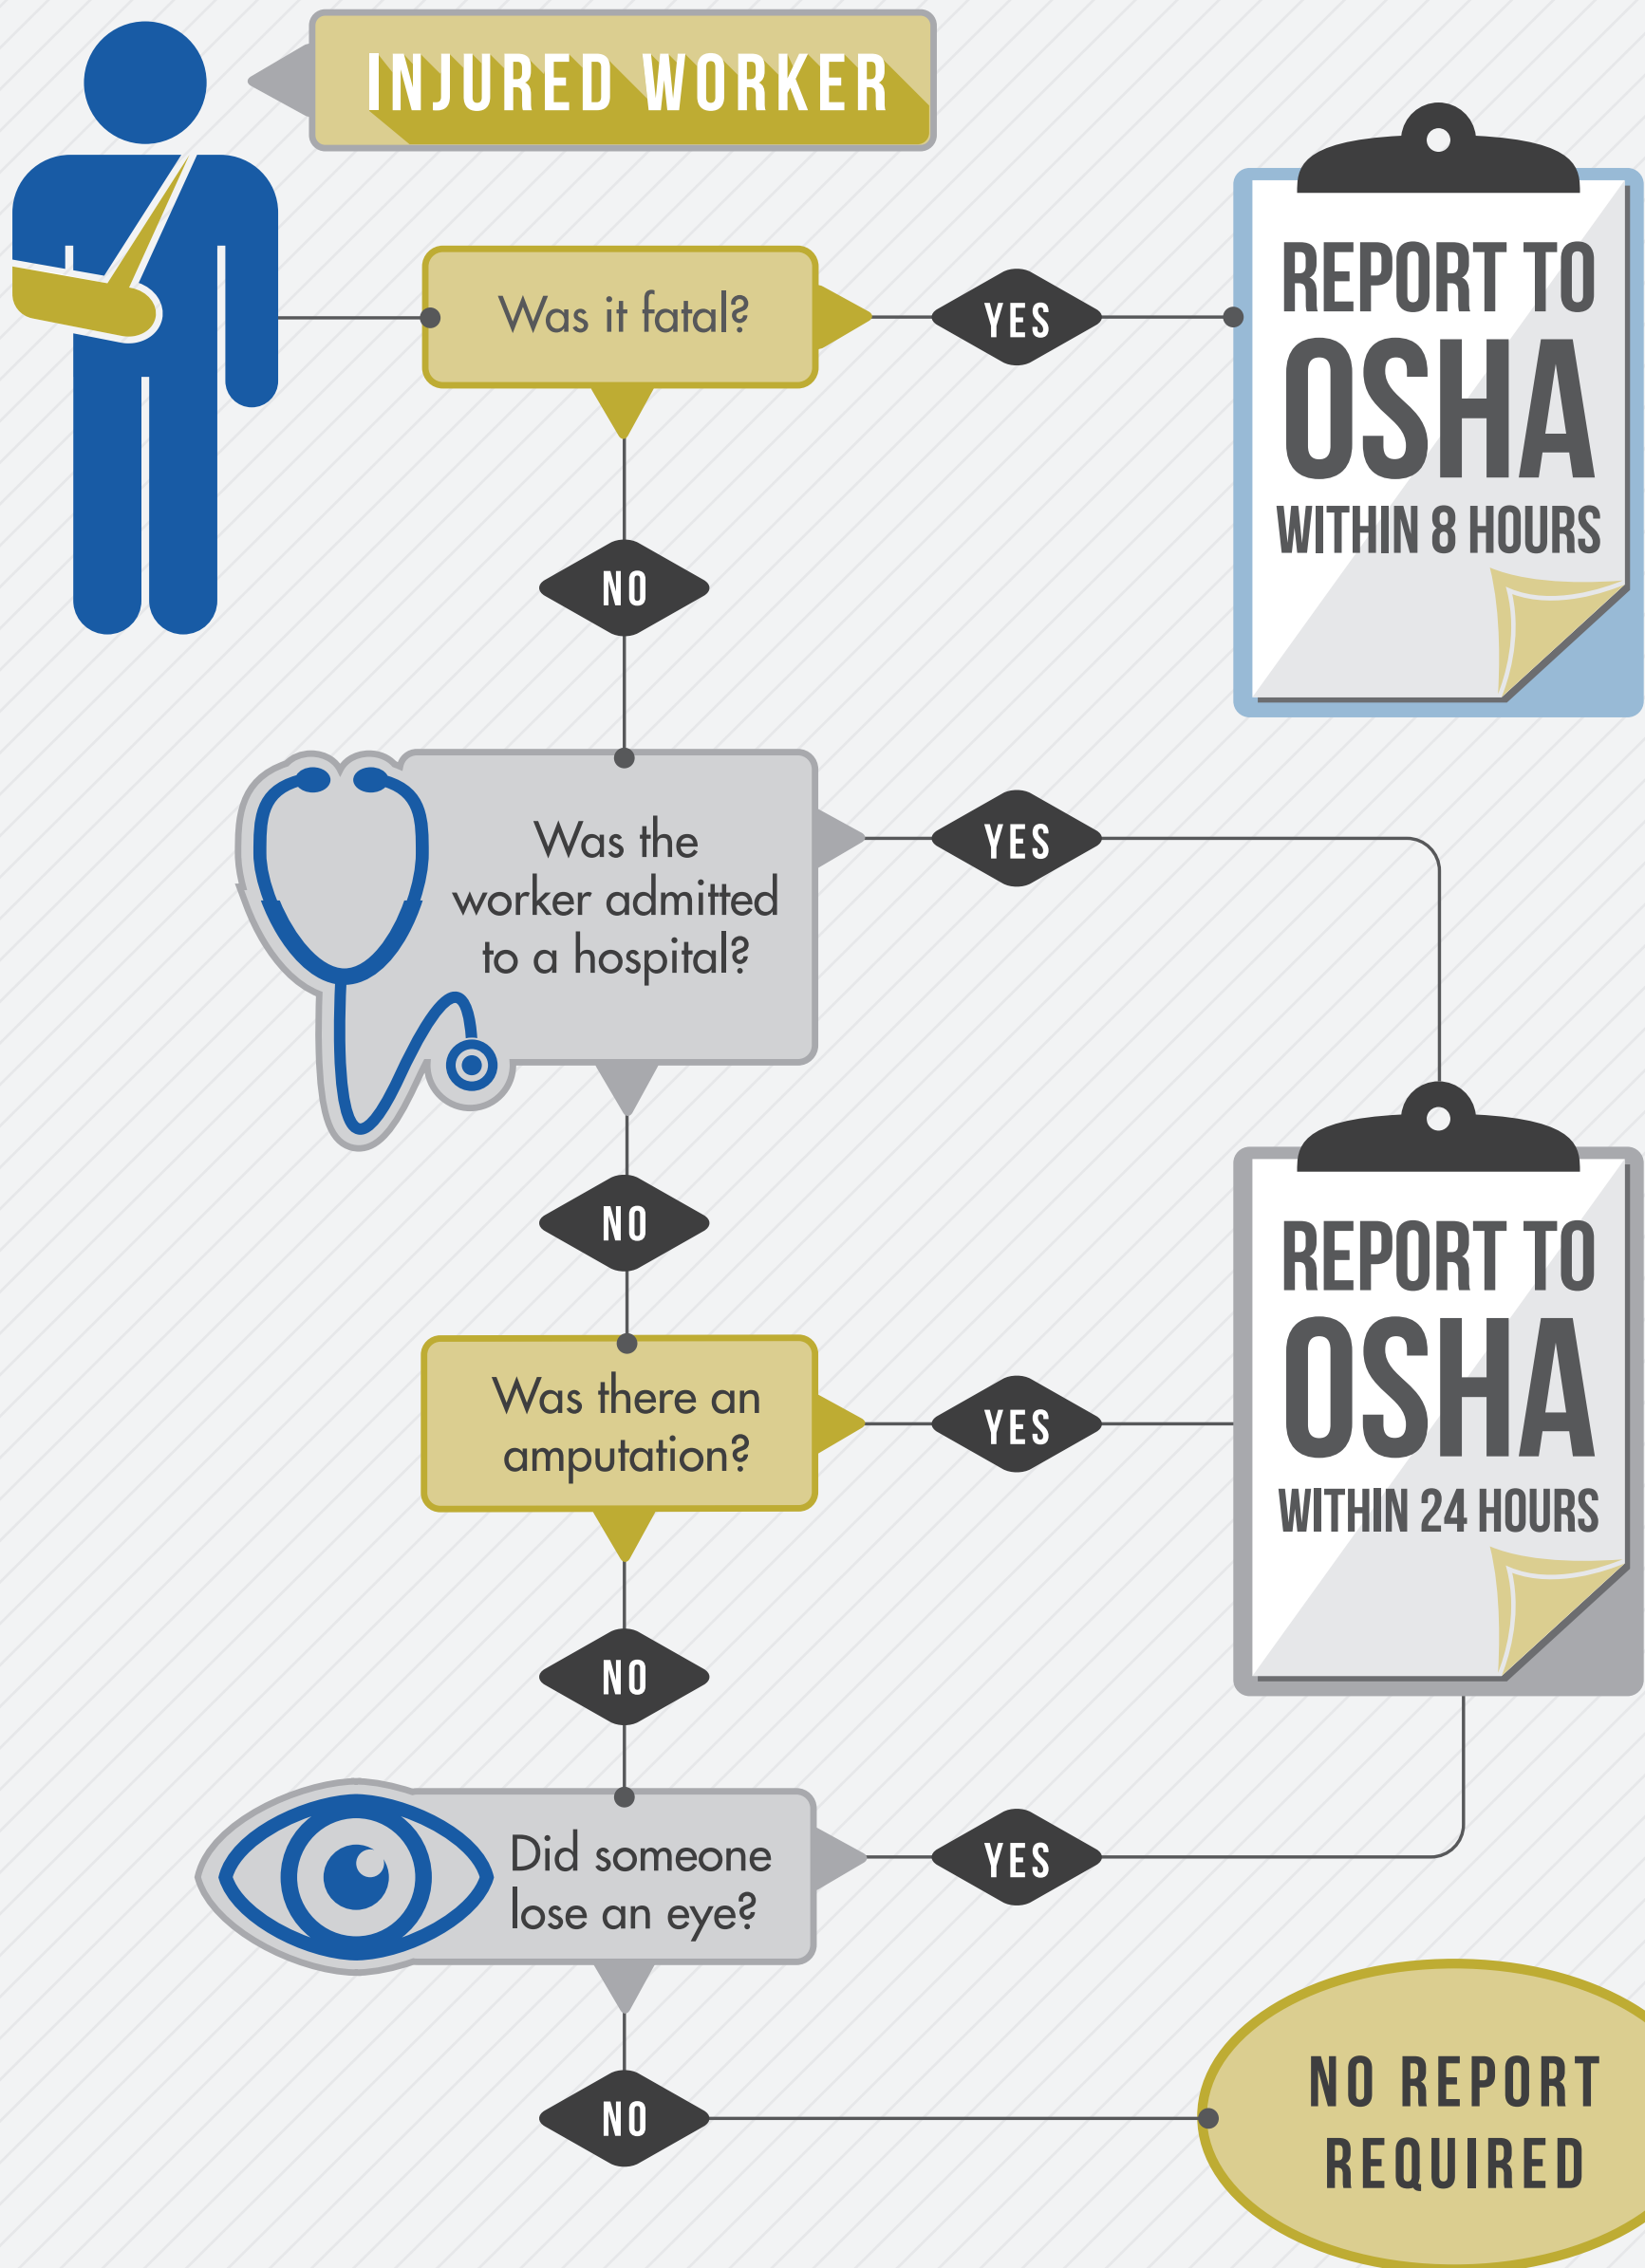 INJURED WORKER
Was it fatal?
YES
REPORT TO
OSHA
WITHIN 8 HOURS
NO
Was the
worker admitted
to a hospital?
YES
NO
REPORT TO
OSHA
WITHIN 24 HOURS
Was there an
amputation?
YES
NO
Did someone
lose an eye?
YES
NO
NO REPORT
REQUIRED